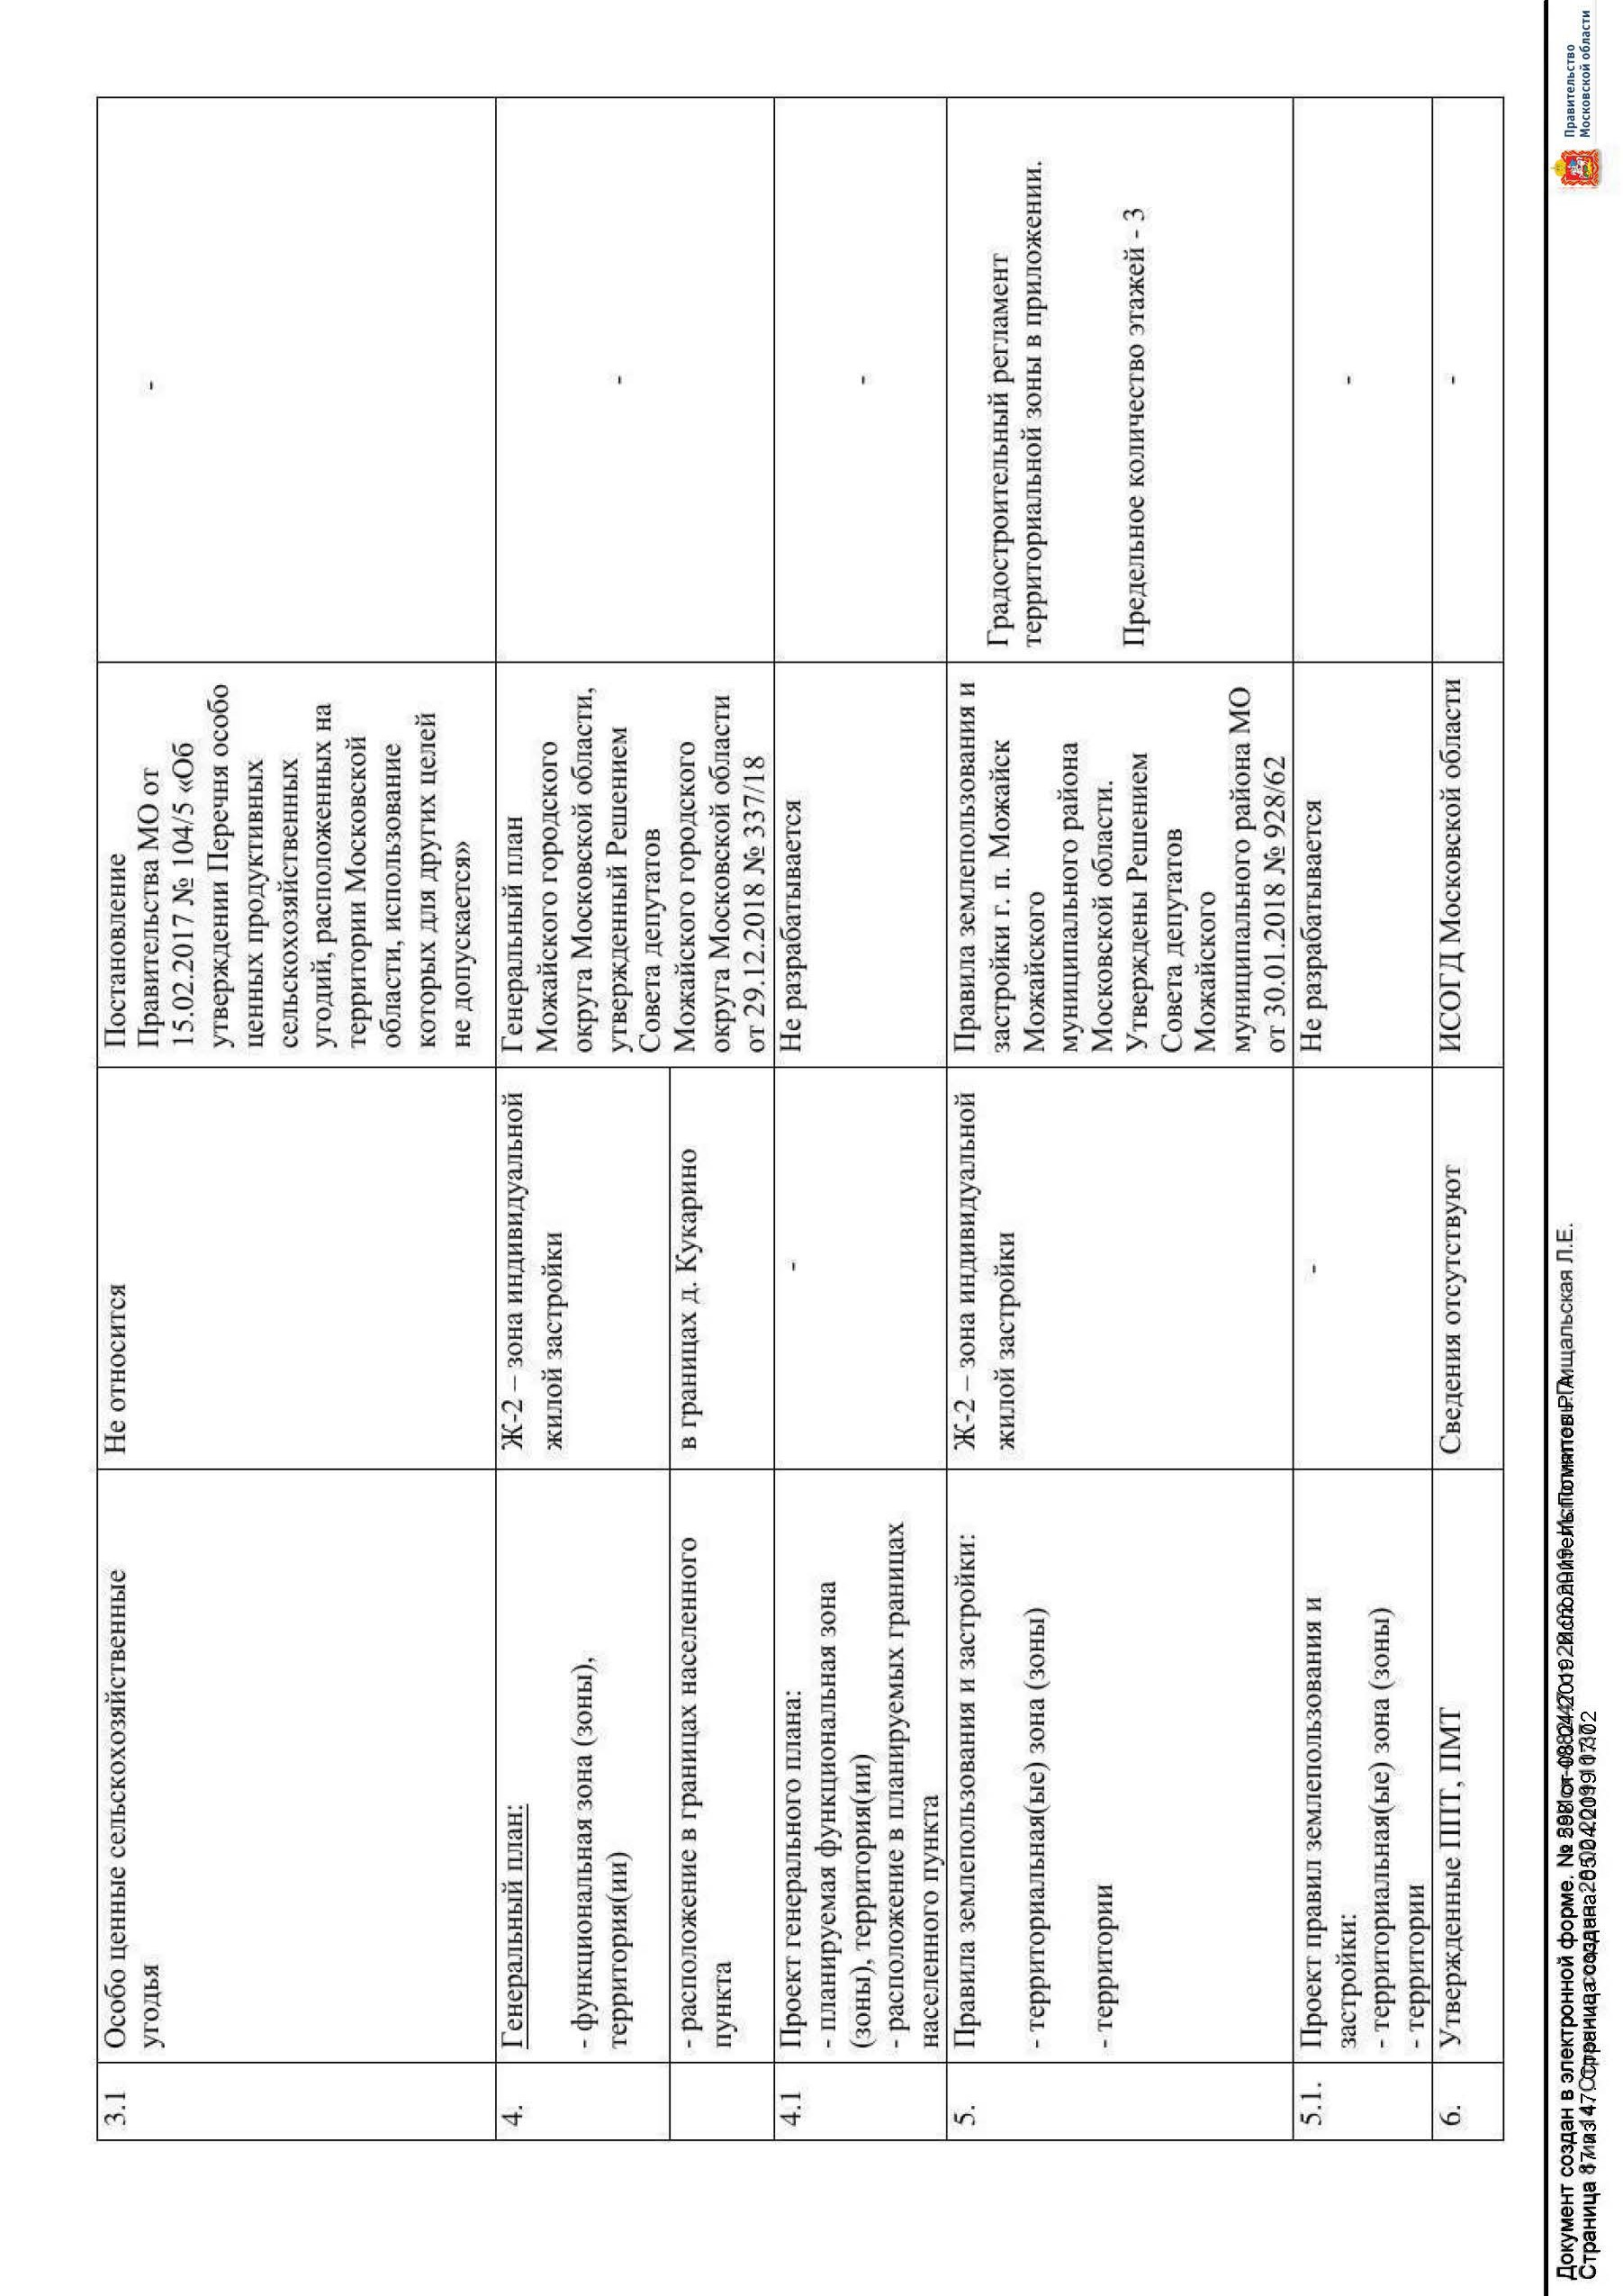 3.1
Особо ценные сельскохозяйственные
угодья
Не относится
Постановление
Правительства МО от
15.02.2017 № 104/5 «Об
утверждении Перечня особо
ценных продуктивных
сельскохозяйственных
угодий, расположенных на
территории Московской
области, использование
которых для других целей
не допускается»
-
4.
Генеральный план:
- функциональная зона (зоны),
территория(ии)
Ж-2 – зона индивидуальной
жилой застройки
Генеральный план
Можайского городского
округа Московской области,
утвержденный Решением
Совета депутатов
Можайского городского
округа Московской области
от 29.12.2018 № 337/18
-
- расположение в границах населенного
пункта
в границах д. Кукарино
4.1
Проект генерального плана:
- планируемая функциональная зона
(зоны), территория(ии)
- расположение в планируемых границах
населенного пункта
-
Не разрабатывается
-
5.
Правила землепользования и застройки:
- территориальная(ые) зона (зоны)
- территории
Ж-2 – зона индивидуальной
жилой застройки
Правила землепользования и
застройки г. п. Можайск
Можайского
муниципального района
Московской области.
Утверждены Решением
Совета депутатов
Можайского
муниципального района МО
от 30.01.2018 № 928/62
Градостроительный регламент
территориальной зоны в приложении.
Предельное количество этажей - 3
5.1.
Проект правил землепользования и
застройки:
- территориальная(ые) зона (зоны)
- территории
-
Не разрабатывается
-
6.
Утвержденные ППТ, ПМТ
Сведения отсутствуют
ИСОГД Московской области
-
Документ создан в электронной форме. №
Страница
Правительство
Московской области